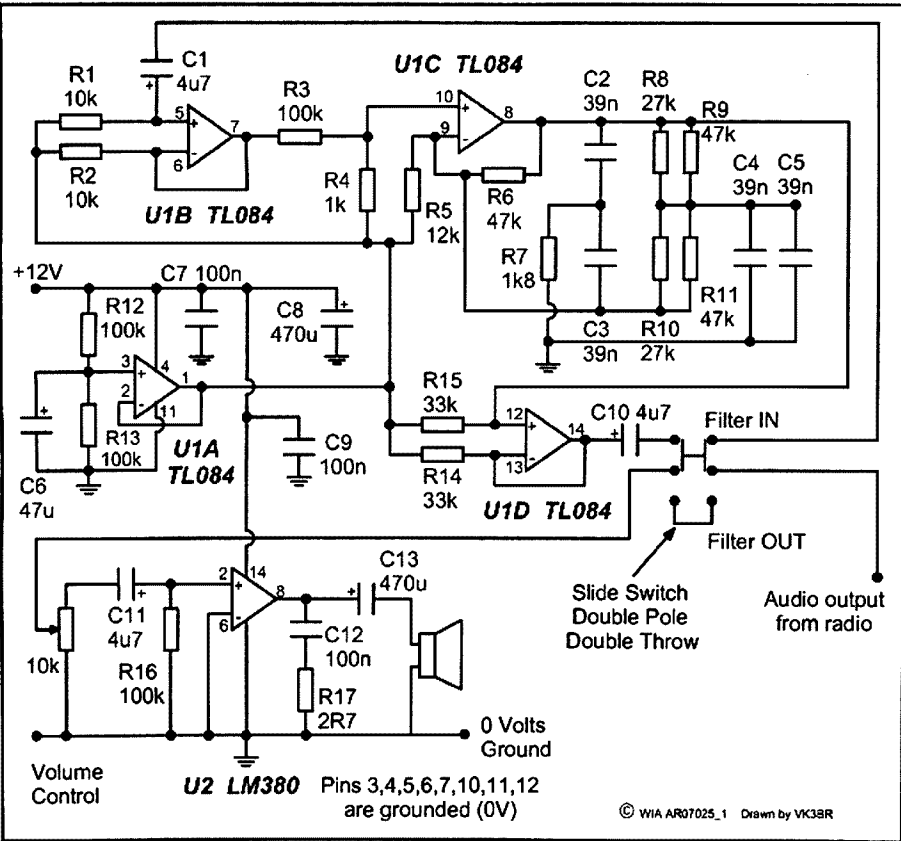 C1
4u7
R1
10k
R2
10k
5
+
-
6
7
R3
100k
U1B TL084
U1C TL084
10
+
9
-
8
R4
1k
R5
12k
R6
47k
C2
39n
R7
1k8
C3
39n
R8
27k
R9
47k
R10
27k
R11
47k
C4
39n
C5
39n
+12V
C7 100n
C8
470u
+
R12
100k
3
+
2
-
4
11
1
R13
100k
+
C6
47u
U1A
TL084
C9
100n
R15
33k
R14
33k
12
+
13
-
14
U1D TL084
C10 4u7
+
Filter IN
Filter OUT
Slide Switch
Double Pole
Double Throw
Audio output
from radio
10k
C11
4u7
+
R16
100k
2
+
6
-
14
8
C13
470u
+
C12
100n
R17
2R7
0 Volts
Ground
Volume
Control
U2 LM380
Pins 3,4,5,6,7,10,11,12
are grounded (0V)
© WIA AR07025_1 Drawn by VK3BR